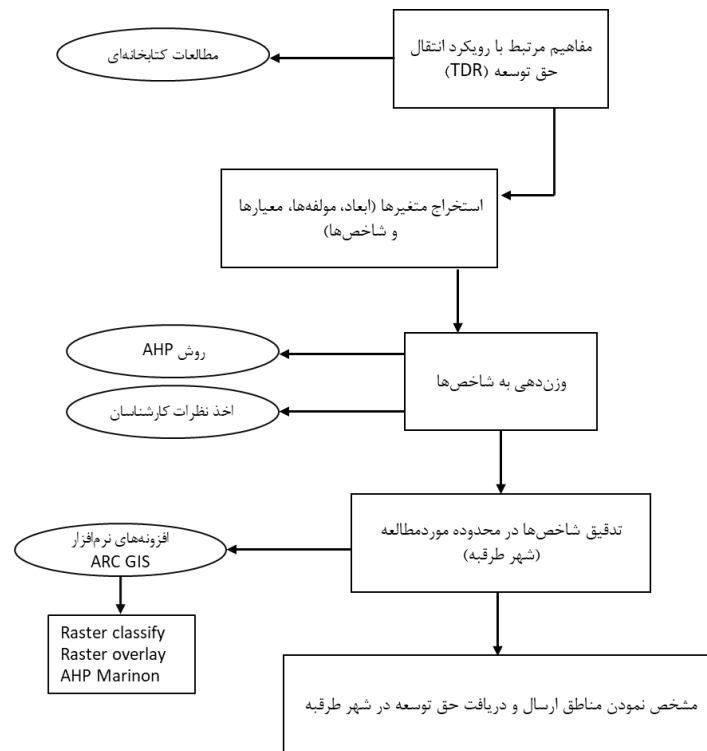 مفاهیم مرتبط با رویکرد انتقال
حق توسعه (TDR)
مطالعات کتابخانه‌ای
استخراج متغیرها (ابعاد، مولفه‌ها، معیارها
و شاخص‌ها)
وزن‌دهی به شاخص‌ها
روش AHP
اخذ نظرات کارشناسان
تدقیق شاخص‌ها در محدوده موردمطالعه
(شهر طرقبه)
افزونه‌های نرم‌افزار
ARC GIS
Raster classify
Raster overlay
AHP Marinon
مشخص نمودن مناطق ارسال و دریافت حق توسعه در شهر طرقبه